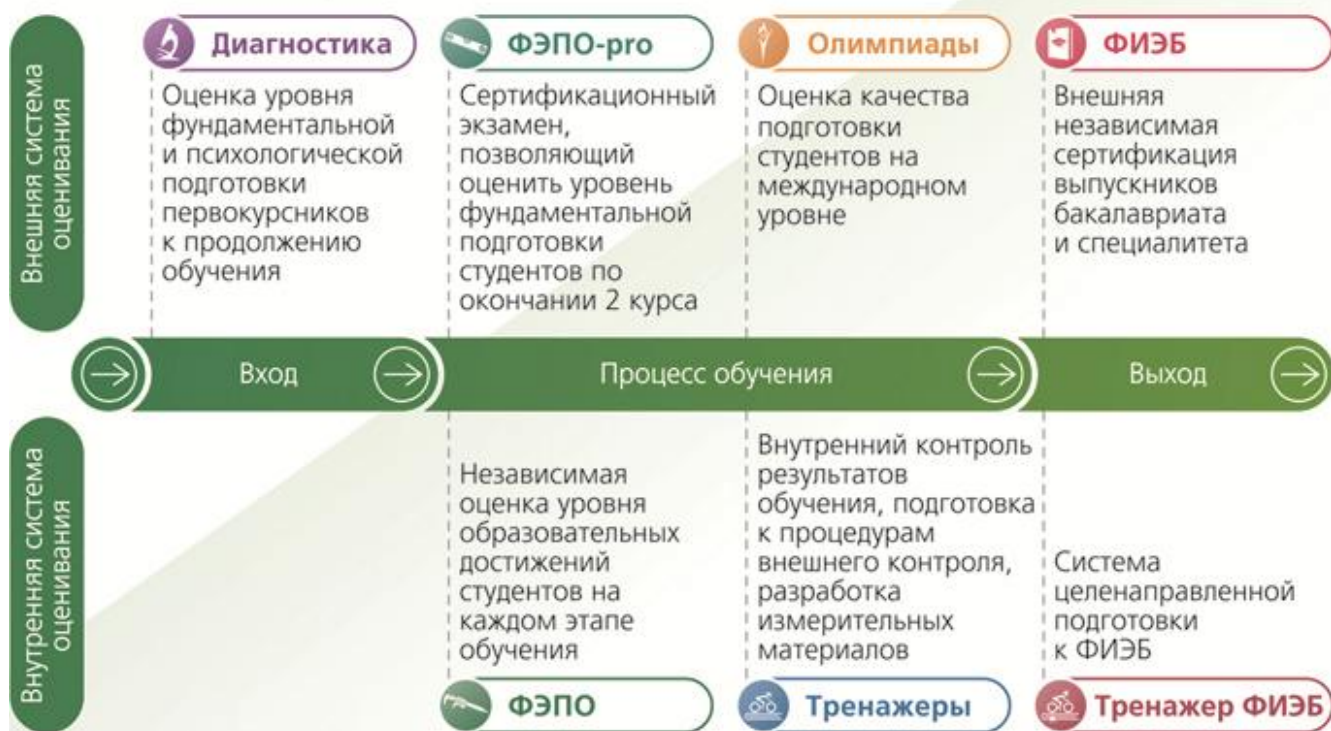 Внешняя система
оценивания
Диагностика
Оценка уровня
фундаментальной
и психологической
подготовки
первокурсников
к продолжению
обучения
ФЭПО-pro
Сертификационный
экзамен,
позволяющий
оценить уровень
фундаментальной
подготовки
студентов по
окончании 2 курса
Олимпиады
Оценка качества
подготовки
студентов на
международном
уровне
ФИЭБ
Внешняя
независимая
сертификация
выпускников
бакалавриата
и специалитета
Вход
Процесс обучения
Выход
Внутренняя система
оценивания
Независимая
оценка уровня
образовательных
достижений
студентов на
каждом этапе
обучения
ФЭПО
Внутренний контроль
результатов
обучения, подготовка
к процедурам
внешнего контроля,
разработка
измерительных
материалов
Тренажеры
Система
целенаправленной
подготовки
к ФИЭБ
Тренажер ФИЭБ